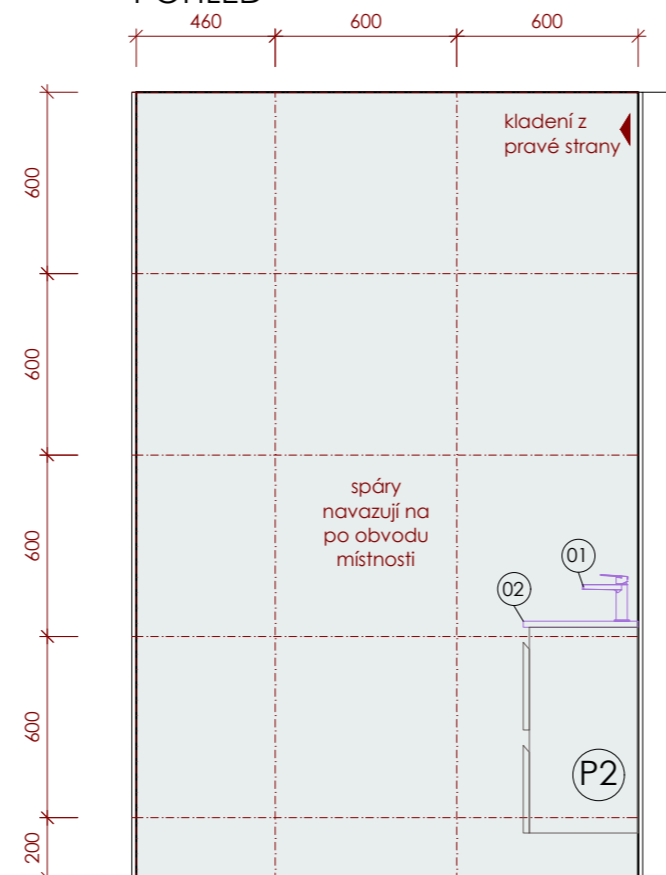 POHLED
460 600 600
kladení z
pravé strany
600
600
spáry
navazují na
po obvodu
místnosti
600
01
02
600
P2
200